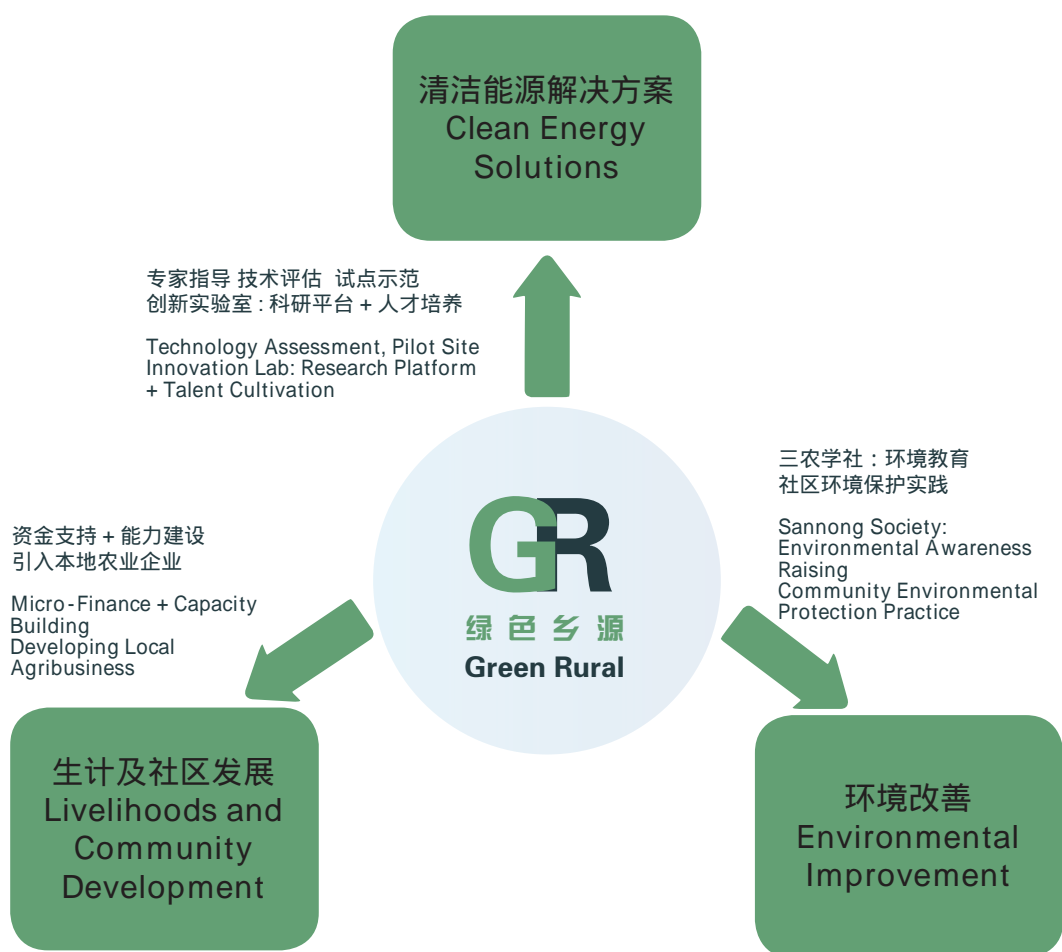 清洁能源解决方案
Clean Energy
Solutions
专家指导 技术评估 试点示范
创新实验室 : 科研平台 + 人才培养
Technology Assessment, Pilot Site
Innovation Lab: Research Platform
+ Talent Cultivation
三农学社 : 环境教育
社区环境保护实践
Sannong Society:
Environmental Awareness
Raising
Community Environmental
Protection Practice
资金支持 + 能力建设
引入本地农业企业
Micro-Finance + Capacity
Building
Developing Local
Agribusiness
GR
绿色乡源
Green Rural
生计及社区发展
Livelihoods and
Community
Development
环境改善
Environmental
Improvement